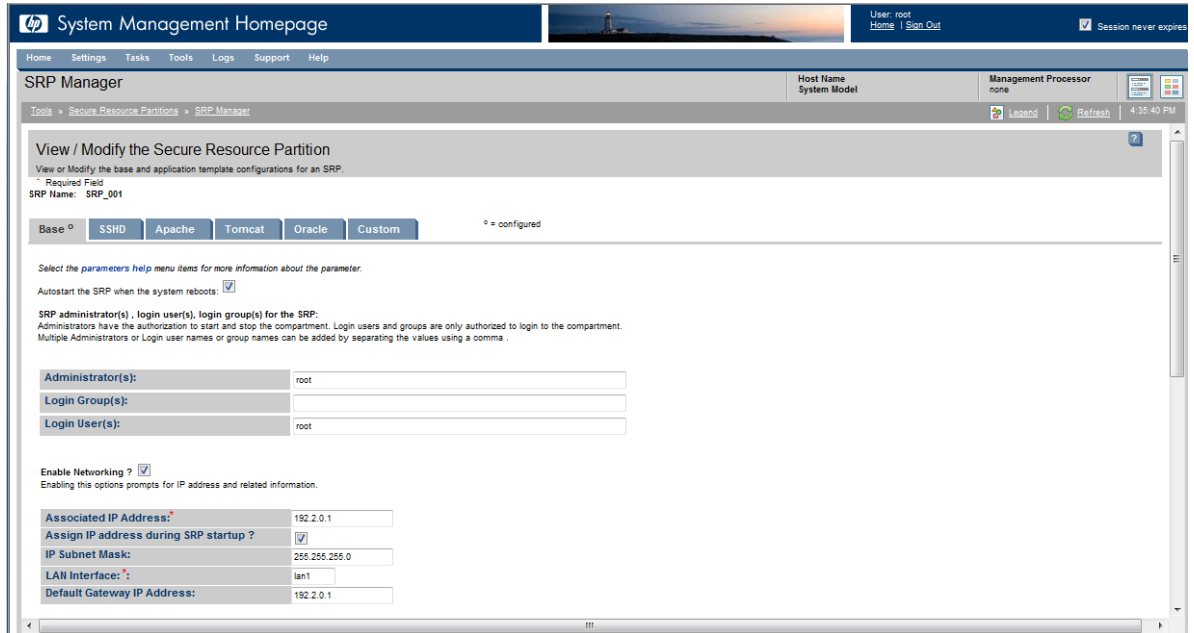 hp System Management Homepage
User: root
Home | Sign Out
Session never expires
Home Settings Tasks Tools Logs Support Help
SRP Manager
Host Name
System Model
Management Processor
none
Tools » Secure Resource Partitions » SRP Manager
Legend | Refresh | 4:35:40 PM
View / Modify the Secure Resource Partition
?
View or Modify the base and application template configurations for an SRP.
* Required Field
SRP Name: SRP_001
Base º SSHD Apache Tomcat Oracle Custom
º = configured
Select the parameters help menu items for more information about the parameter.
Autostart the SRP when the system reboots:
SRP administrator(s) , login user(s), login group(s) for the SRP:
Administrators have the authorization to start and stop the compartment. Login users and groups are only authorized to login to the compartment.
Multiple Administrators or Login user names or group names can be added by separating the values using a comma .
Administrator(s): root
Login Group(s):
Login User(s): root
Enable Networking ?
Enabling this options prompts for IP address and related information.
Associated IP Address:* 192.2.0.1
Assign IP address during SRP startup ?
IP Subnet Mask: 255.255.255.0
LAN Interface: *: lan1
Default Gateway IP Address: 192.2.0.1